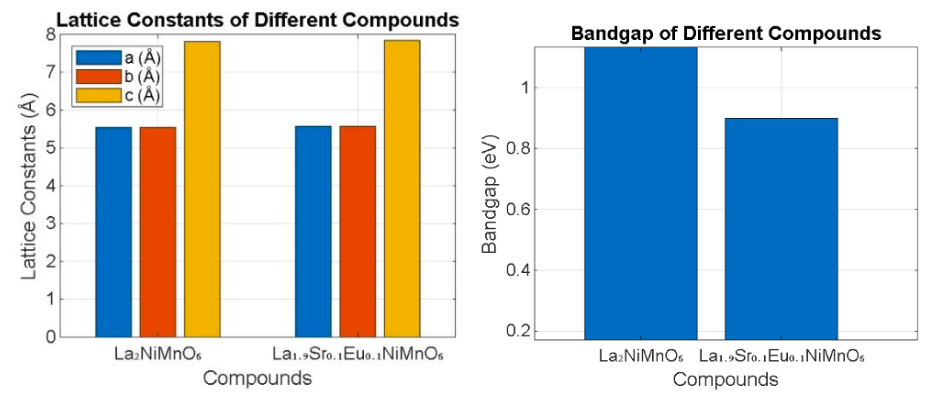 Lattice Constants of Different Compounds
8
7
6
5
4
3
2
1
0
a (Å)
b (Å)
c (Å)
Lattice Constants (Å)
La₂NiMnO₆ La₁.₉Sr₀.₁Eu₀.₁NiMnO₆
Compounds
Bandgap of Different Compounds
1
0.8
0.6
0.4
0.2
Bandgap (eV)
La₂NiMnO₆ La₁.₉Sr₀.₁Eu₀.₁NiMnO₆
Compounds